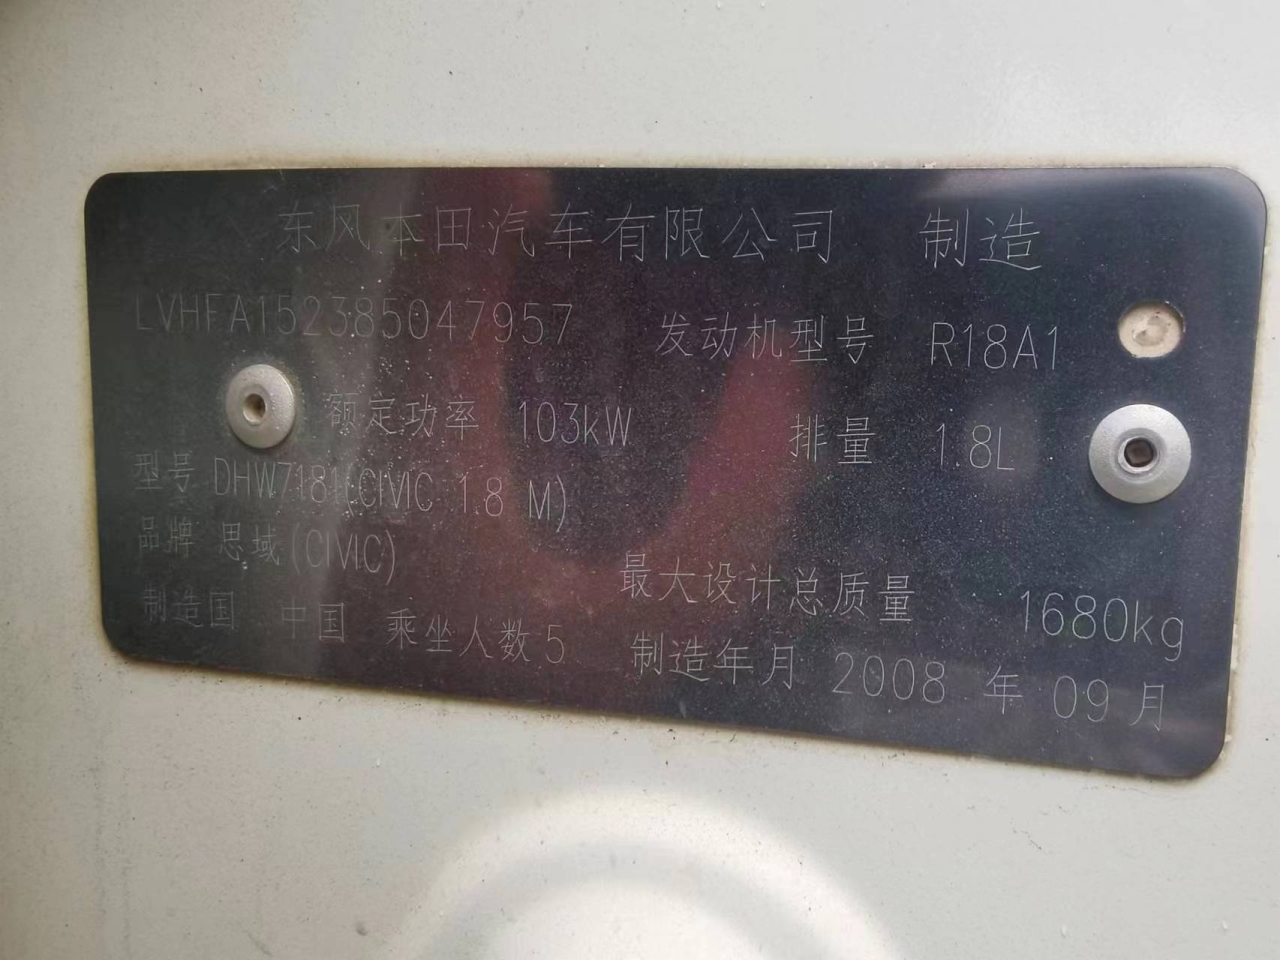 东风本田汽车有限公司 制造
LVHFA152385047957 发动机型号 R18A1
额定功率 103kW 排量 1.8L
型号 DHW7181(CIVIC 1.8 M)
品牌 思域(CIVIC) 最大设计总质量 1680kg
制造国 中国 乘坐人数 5 制造年月 2008 年 09 月